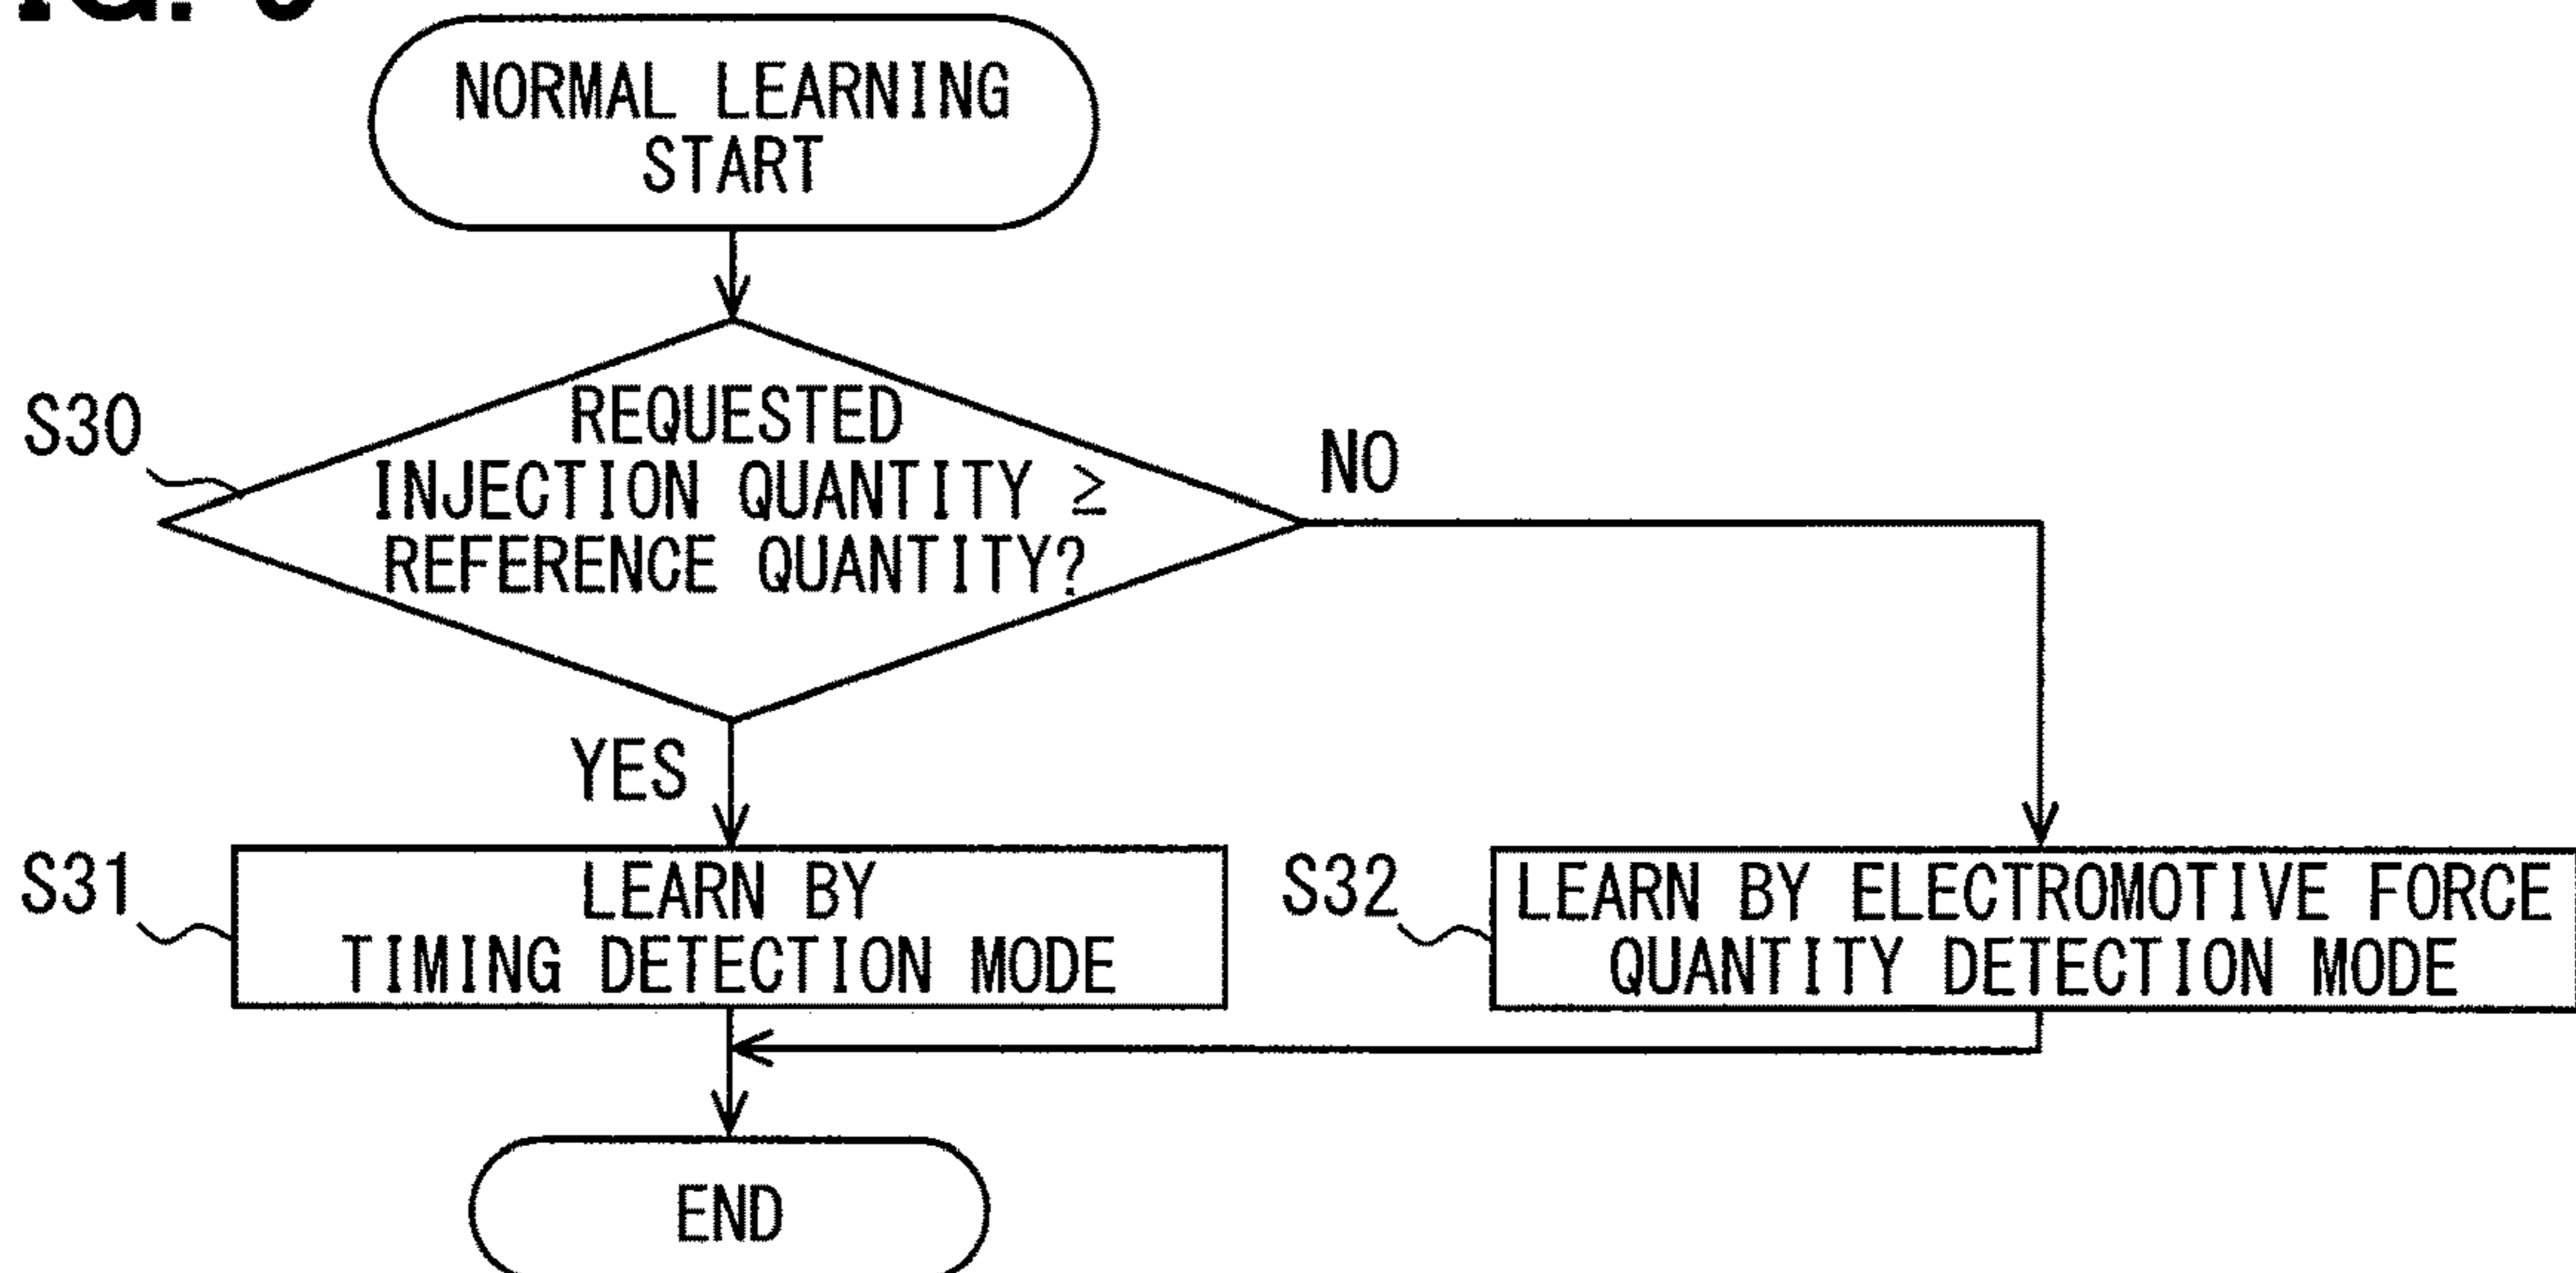 NORMAL LEARNING
START
S30
REQUESTED
INJECTION QUANTITY ≥
REFERENCE QUANTITY?
NO
YES
S31
LEARN BY
TIMING DETECTION MODE
S32
LEARN BY ELECTROMOTIVE FORCE
QUANTITY DETECTION MODE
END